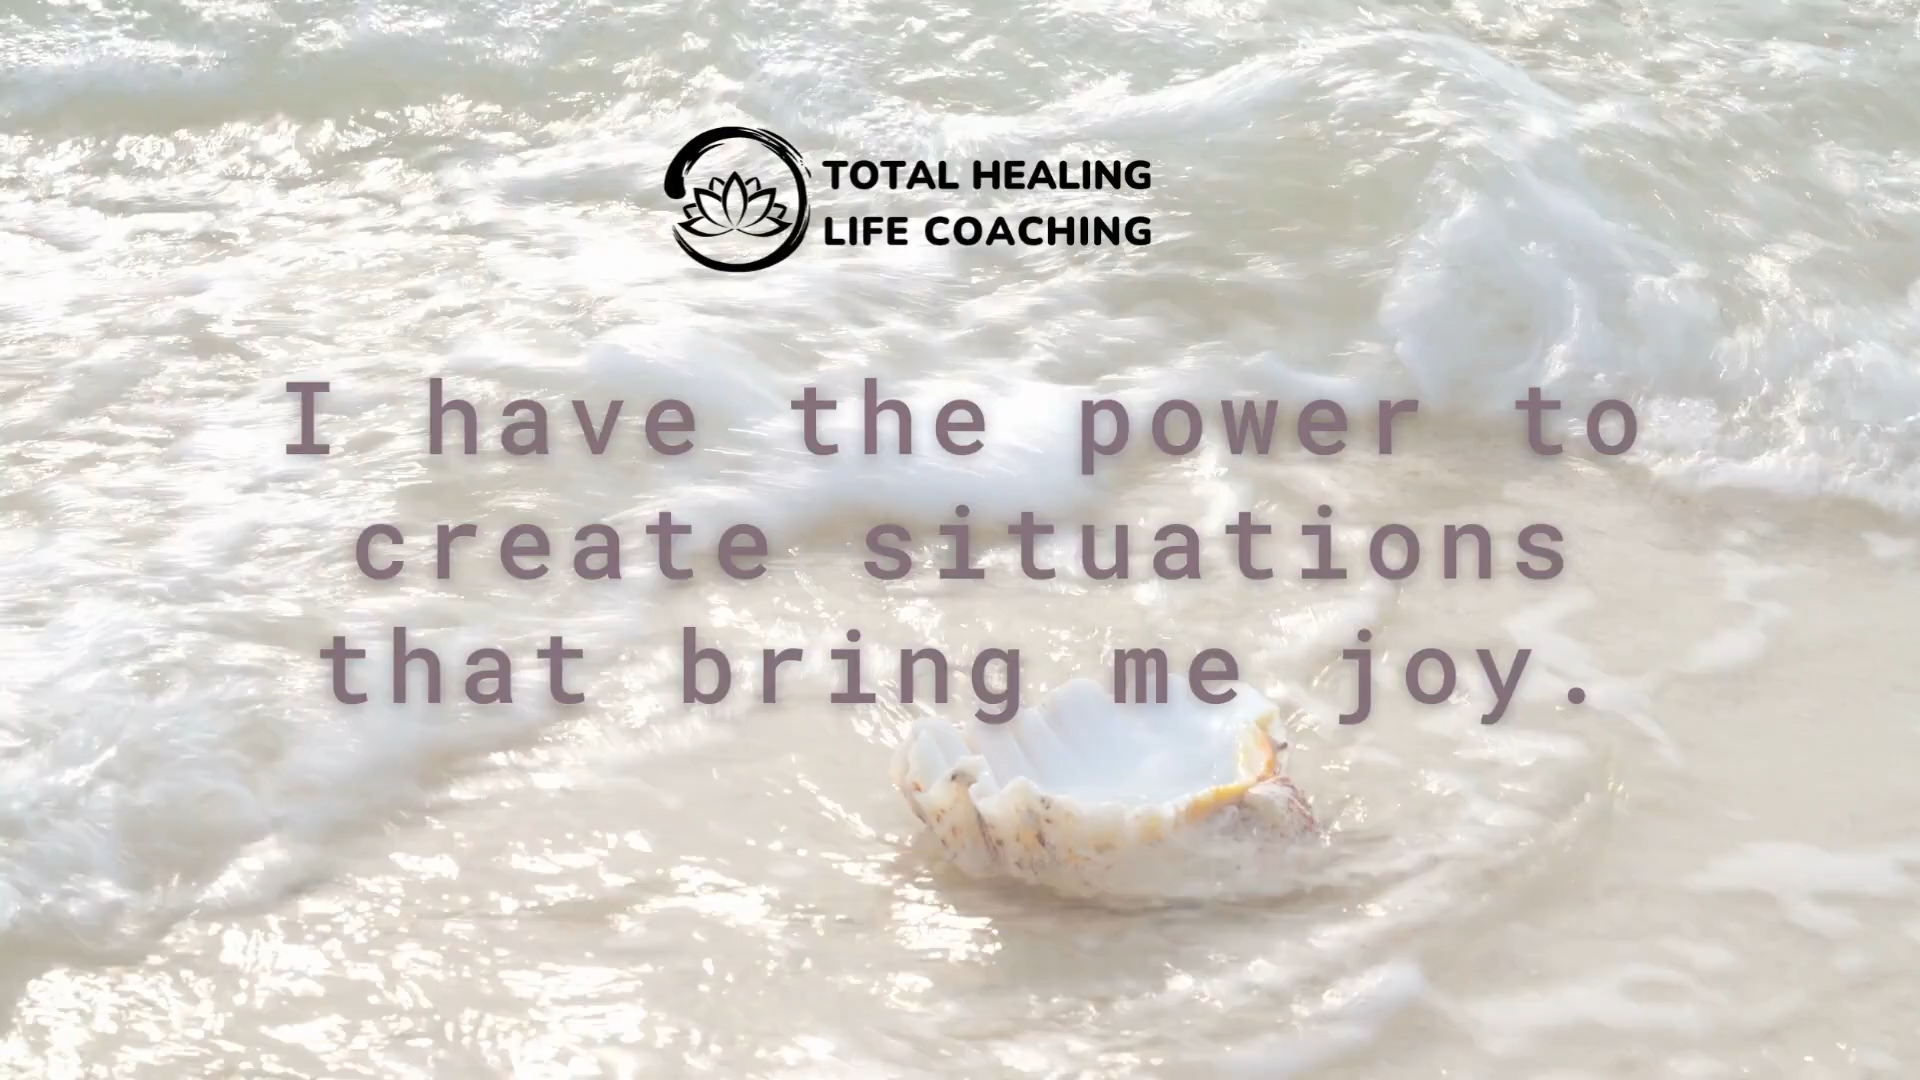 TOTAL HEALING
LIFE COACHING
I have the power to
create situations
that bring me joy.